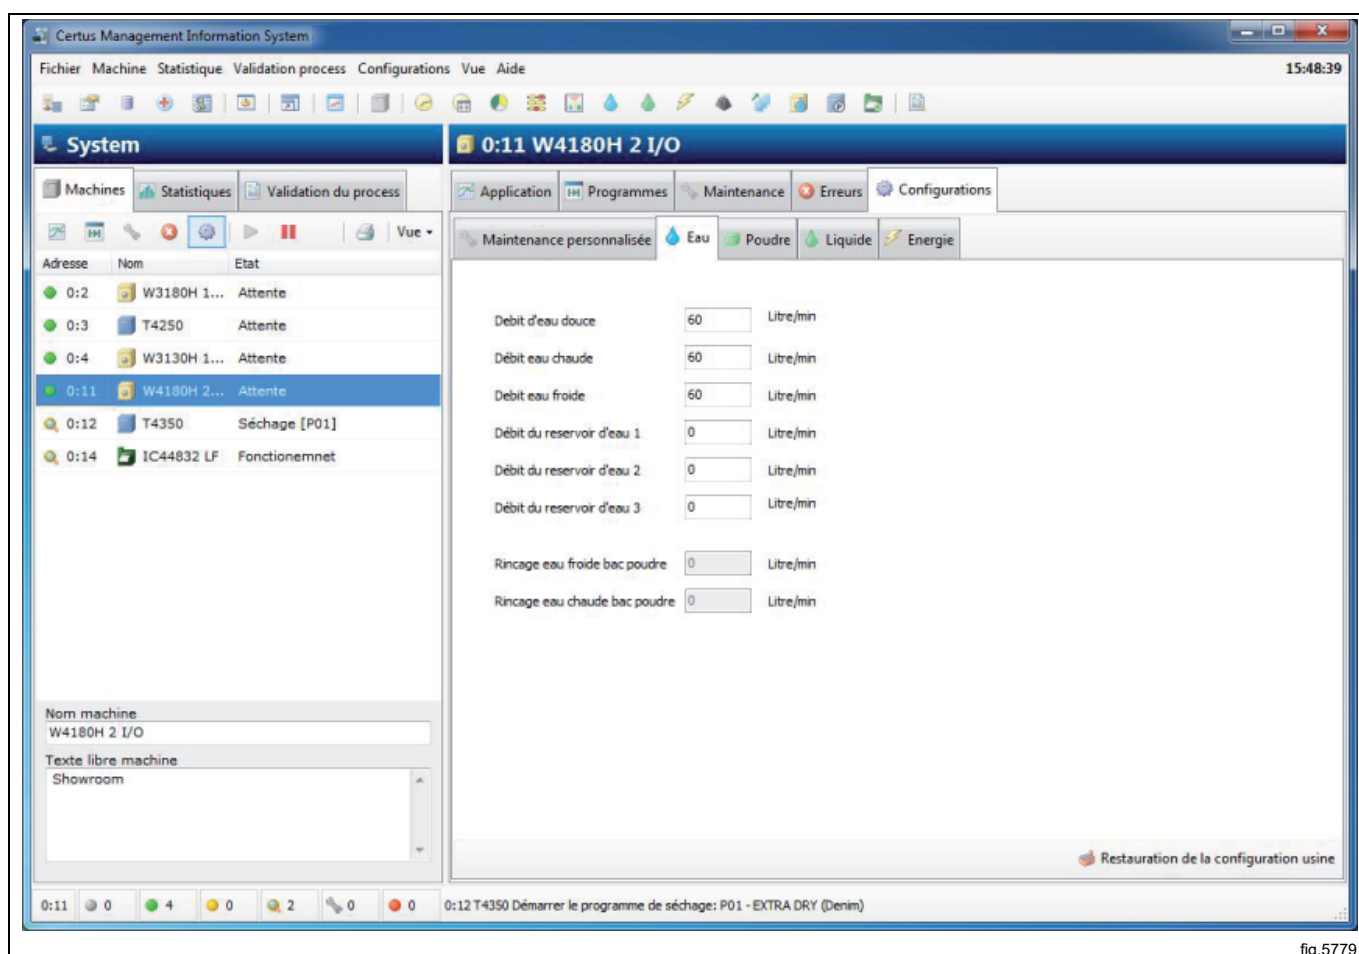 Certus Management Information System
Fichier Machine Statistique Validation process Configurations Vue Aide 15:48:39
System
0:11 W4180H 2 I/O
Machines Statistiques Validation du process
Application Programmes Maintenance Erreurs Configurations
Vue
Maintenance personnalisée Eau Poudre Liquide Energie
Adresse Nom Etat
0:2 W3180H 1... Attente
0:3 T4250 Attente
0:4 W3130H 1... Attente
0:11 W4180H 2... Attente
0:12 T4350 Séchage [P01]
0:14 IC44832 LF Fonctionemnet
Debit d'eau douce 60 Litre/min
Débit eau chaude 60 Litre/min
Debit eau froide 60 Litre/min
Débit du reservoir d'eau 1 0 Litre/min
Débit du reservoir d'eau 2 0 Litre/min
Débit du reservoir d'eau 3 0 Litre/min
Rincage eau froide bac poudre 0 Litre/min
Rincage eau chaude bac poudre 0 Litre/min
Nom machine
W4180H 2 I/O
Texte libre machine
Showroom
Restauration de la configuration usine
0:11 0 4 0 2 0 0 0:12 T4350 Démarrer le programme de séchage: P01 - EXTRA DRY (Denim)
fig.5779